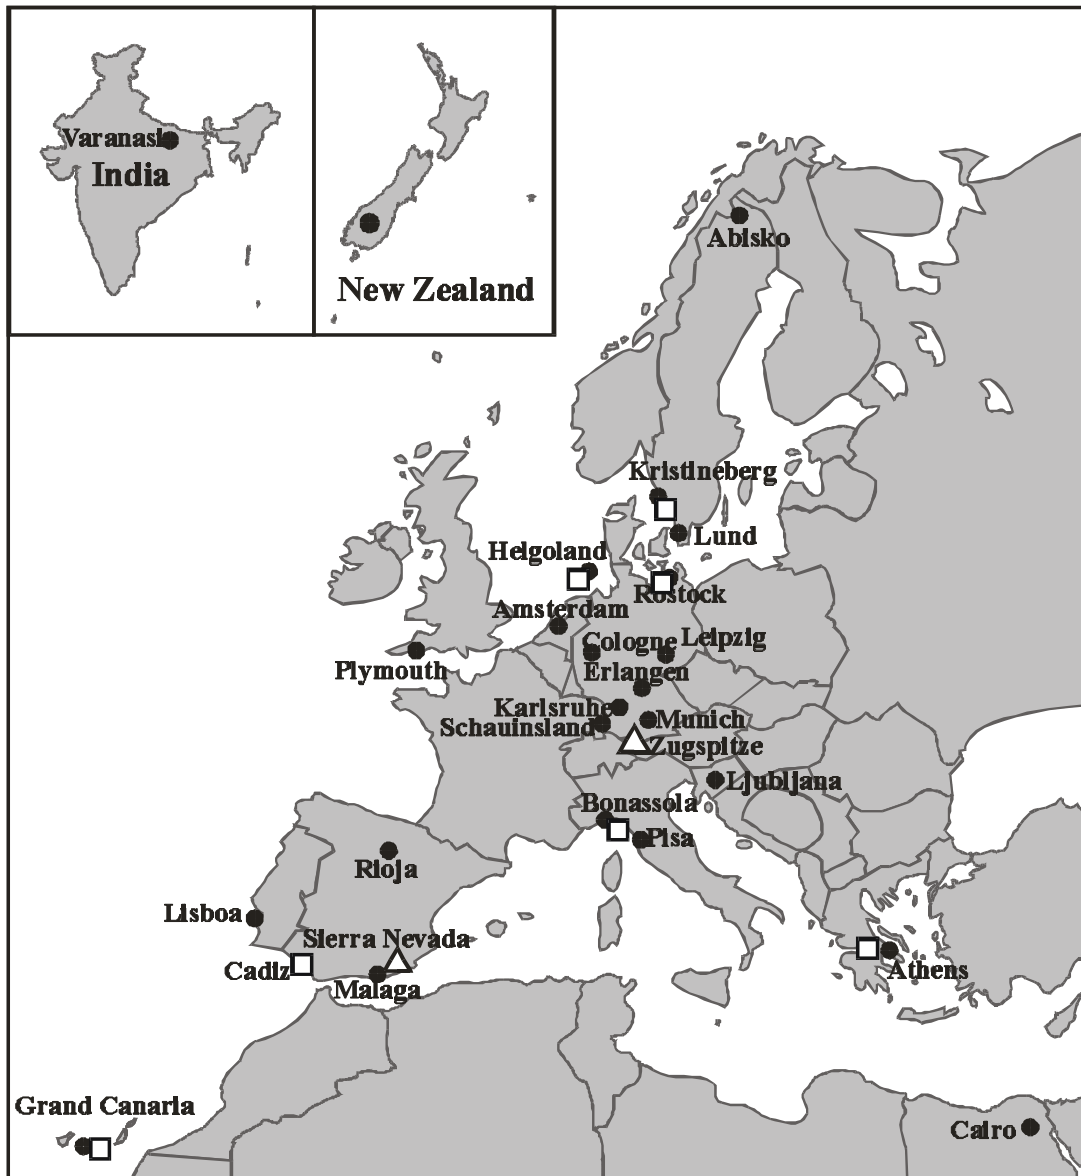 Varanasi
India
New Zealand
Abisko
Kristineberg
Lund
Helgoland
Rostock
Amsterdam
Cologne
Leipzig
Plymouth
Erlangen
Karlsruhe
Schauinsland
Munich
Zugspitze
Ljubljana
Bonassola
Pisa
Rioja
Lisboa
Sierra Nevada
Cadiz
Malaga
Athens
Grand Canaria
Cairo